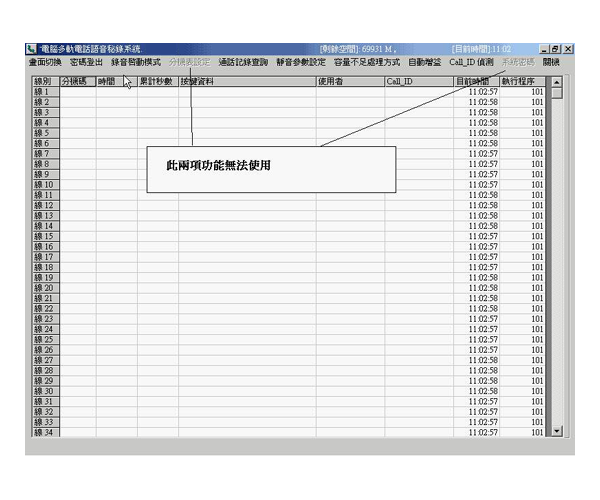 電腦多軌電話語音秘錄系統. [剩餘空間]: 69931 M , [目前時間]:11:02
畫面切換 密碼登出 錄音啟動模式 分機表設定 通話記錄查詢 靜音參數設定 容量不足處理方式 自動增益 Call_ID 偵測 系統密碼 關機
線別 分機碼 時間 累計秒數 按鍵資料 使用者 Call_ID 目前時間 執行程序
線 1 11:02:57 101
線 2 11:02:58 101
線 3 11:02:58 101
線 4 11:02:58 101
線 5 11:02:58 101
線 6 11:02:58 101
線 7 11:02:57 101
線 8 11:02:57 101
此兩項功能無法使用
線 9 11:02:57 101
線 10 11:02:57 101
線 11 11:02:58 101
線 12 11:02:58 101
線 13 11:02:58 101
線 14 11:02:58 101
線 15 11:02:57 101
線 16 11:02:57 101
線 17 11:02:57 101
線 18 11:02:58 101
線 19 11:02:58 101
線 20 11:02:58 101
線 21 11:02:58 101
線 22 11:02:58 101
線 23 11:02:58 101
線 24 11:02:57 101
線 25 11:02:57 101
線 26 11:02:57 101
線 27 11:02:58 101
線 28 11:02:58 101
線 29 11:02:58 101
線 30 11:02:58 101
線 31 11:02:57 101
線 32 11:02:57 101
線 33 11:02:57 101
線 34 11:02:57 101